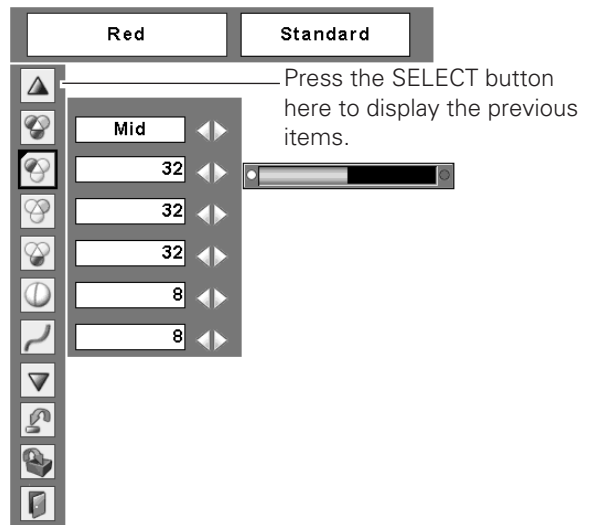 Red
Standard
Press the SELECT button
here to display the previous
items.
Mid
32
32
32
8
8